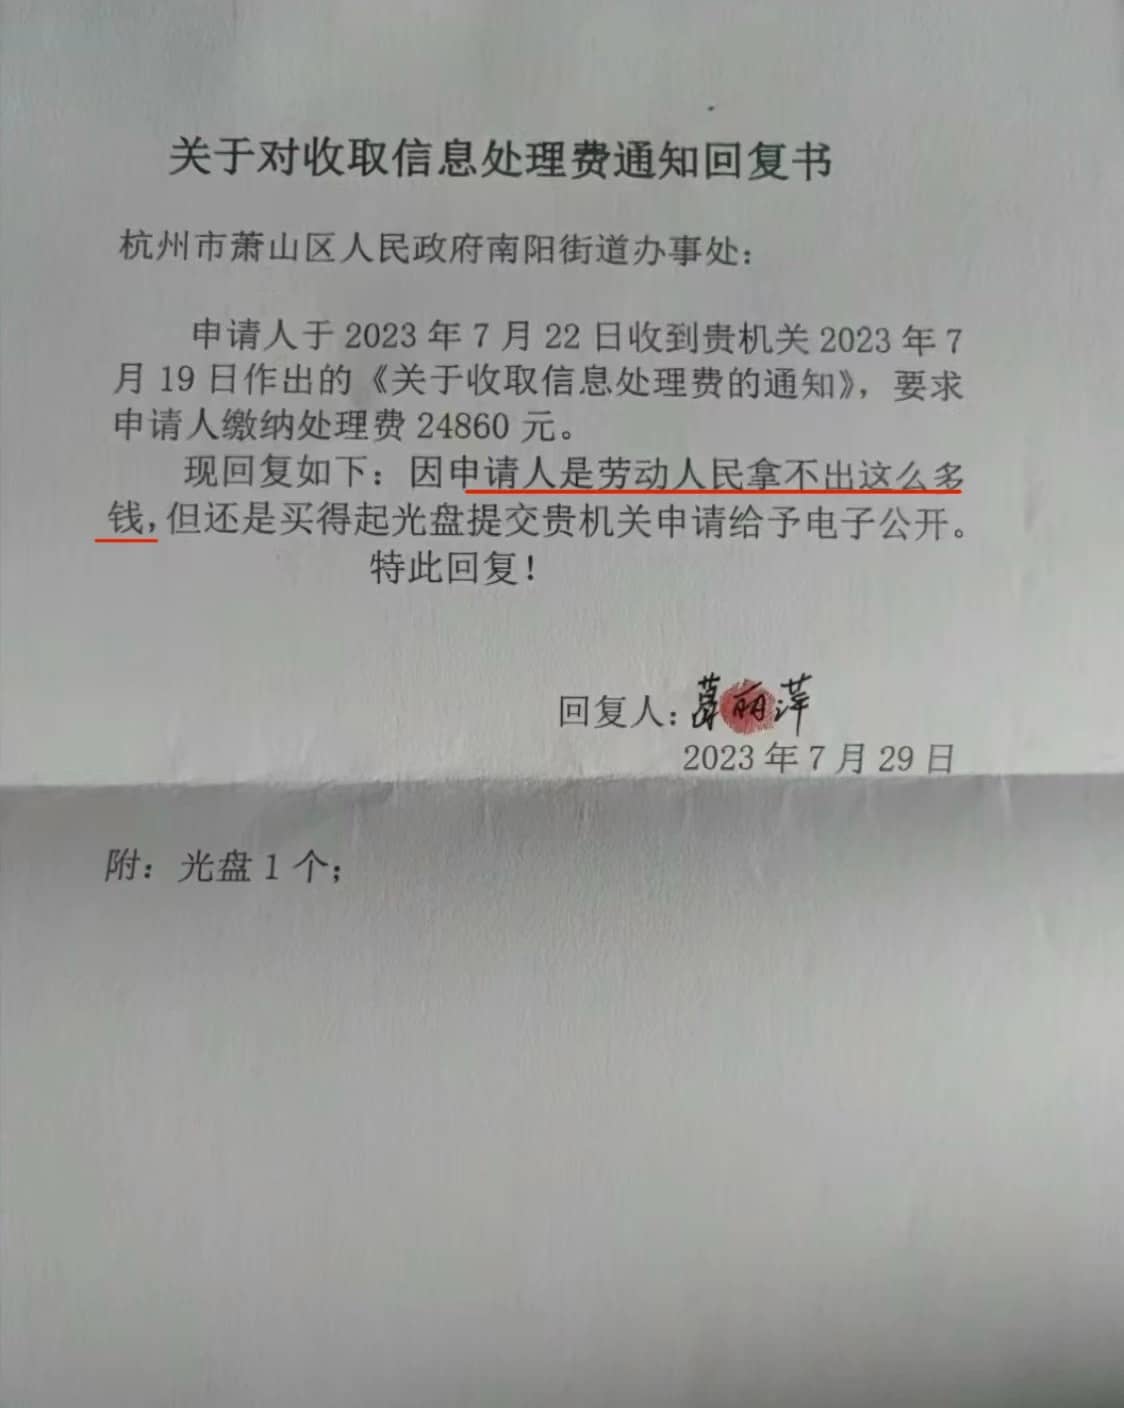 关于对收取信息处理费通知回复书
杭州市萧山区人民政府南阳街道办事处：
申请人于 2023 年 7 月 22 日收到贵机关 2023 年 7
月 19 日作出的《关于收取信息处理费的通知》，要求
申请人缴纳处理费 24860 元。
现回复如下：因申请人是劳动人民拿不出这么多
钱，但还是买得起光盘提交贵机关申请给予电子公开。
特此回复！
回复人：葛丽萍
2023 年 7 月 29 日
附：光盘 1 个；